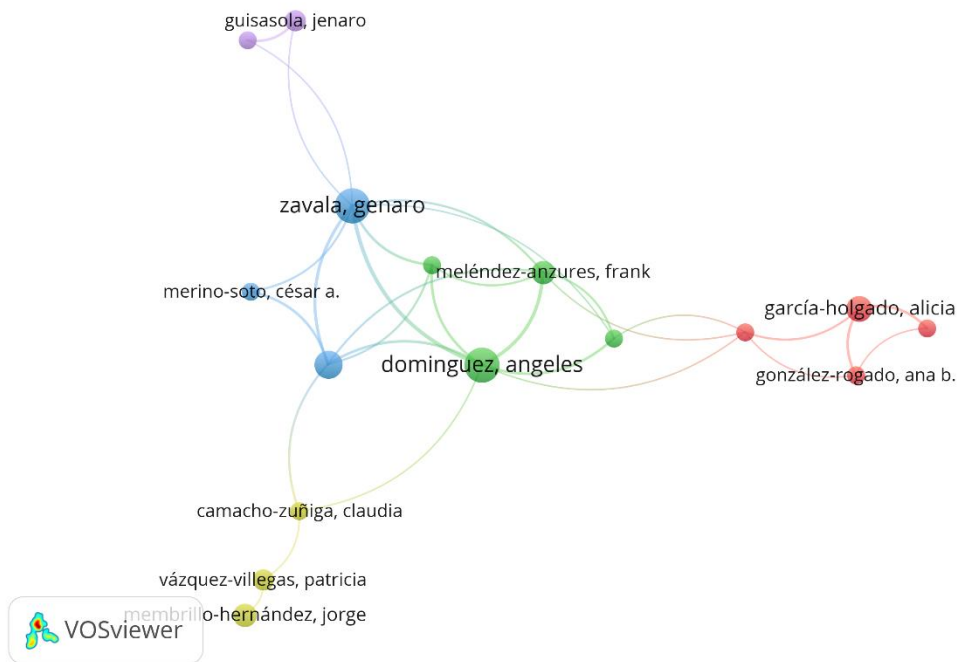 guisasola, jenaro
zavala, genaro
meléndez-anzures, frank
merino-soto, césar a.
garcía-holgado, alicia
dominguez, angeles
gonzález-rogado, ana b.
camacho-zuñiga, claudia
vázquez-villegas, patricia
membrillo-hernández, jorge
VOSviewer